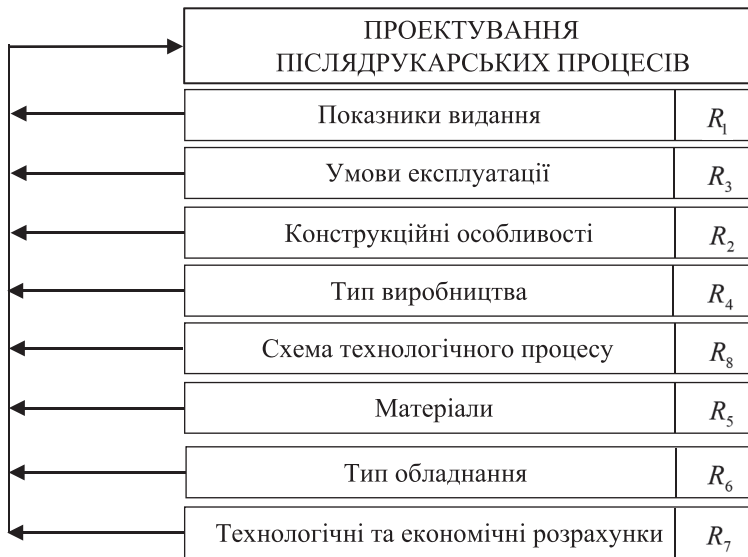 ПРОЕКТУВАННЯ
ПІСЛЯДРУКАРСЬКИХ ПРОЦЕСІВ
Показники видання R₁
Умови експлуатації R₃
Конструкційні особливості R₂
Тип виробництва R₄
Схема технологічного процесу R₈
Матеріали R₅
Тип обладнання R₆
Технологічні та економічні розрахунки R₇